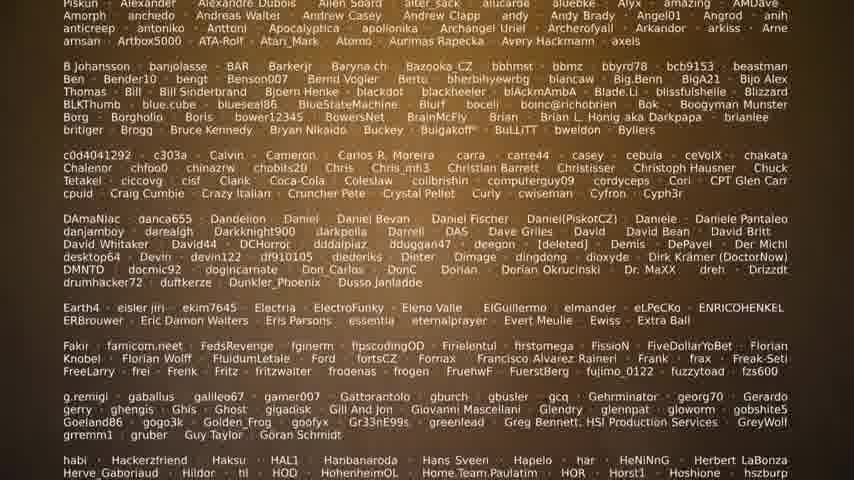 Piskun · Alexander · Alexandre Dubois · Allen Soard · alter_sack · alucarde · aluebke · Alyx · amazing · AMDave
Amorph · anchedo · Andreas Walter · Andrew Casey · Andrew Clapp · andy · Andy Brady · Angel01 · Angrod · anih
anticreep · antoniko · Anttoni · Apocalyptica · apollonika · Archangel Uriel · Archerofyall · Arkandor · arkiss · Arne
arnsan · Artbox5000 · ATA-Rolf · Atari_Mark · Atomo · Aurimas Rapecka · Avery Hackmann · axels
B Johansson · banjolasse · BAR · Barkerjr · Baryna.ch · Bazooka_CZ · bbhmst · bbmz · bbyrd78 · bcb9153 · beastman
Ben · Bender10 · bengt · Benson007 · Bernd Vogler · Bertu · bherbihyewrbg · biancaw · Big.Benn · BigA21 · Bijo Alex
Thomas · Bill · Bill Sinderbrand · Bjoern Henke · blackdot · blackheeler · blAckmAmbA · Blade.Li · blissfulshelle · Blizzard
BLKThumb · blue.cube · blueseal86 · BlueStateMachine · Blurf · boceli · boinc@richobrien · Bok · Boogyman Munster
Borg · Borgholio · Boris · bower12345 · BowersNet · BrainMcFly · Brian · Brian L. Honig aka Darkpapa · brianlee
britiger · Brogg · Bruce Kennedy · Bryan Nikaido · Buckey · Bulgakoff · BuLLiTT · bweldon · Byllers
c0d4041292 · c303a · Calvin · Cameron · Carlos R. Moreira · carra · carre44 · casey · cebula · ceVoIX · chakata
Chalenor · chfoo0 · chinazrw · chobits20 · Chris · Chris_mh3 · Christian Barrett · Christisser · Christoph Hausner · Chuck
Tetakel · ciccovg · cisf · Clank · Coca-Cola · Coleslaw · colibrishin · computerguy09 · cordyceps · Cori · CPT Glen Carr
cpuid · Craig Cumbie · Crazy Italian · Cruncher Pete · Crystal Pellet · Curly · cwiseman · Cyfron · Cyph3r
DAmaNiac · danca655 · Dandelion · Daniel · Daniel Bevan · Daniel Fischer · Daniel(PiskotCZ) · Daniele · Daniele Pantaleo
danjamboy · darealgh · Darkknight900 · darkpella · Darrell · DAS · Dave Griles · David · David Bean · David Britt
David Whitaker · David44 · DCHorror · dddaipiaz · dduggan47 · deegon · [deleted] · Demis · DePavel · Der Michl
desktop64 · Devin · devin122 · df910105 · diederiks · Dieter · Dimage · dingdong · dioxyde · Dirk Krämer (DoctorNow)
DMNTD · docmic92 · dogincarnate · Don_Carlos · DonC · Dorian · Dorian Okrucinski · Dr. MaXX · dreh · Drizzdt
drumhacker72 · duftkerze · Dunkler_Phoenix · Dusso Janladde
Earth4 · eisler jiri · ekim7645 · Electria · ElectroFunky · Eleno Valle · ElGuillermo · elmander · eLPeCKo · ENRICOHENKEL
ERBrouwer · Eric Damon Walters · Eris Parsons · essentia · eternalprayer · Evert Meulie · Ewiss · Extra Ball
Fakir · famicom.neet · FedsRevenge · fginerm · fipscodingOD · Firielentul · firstomega · FissioN · FiveDollarYoBet · Florian
Knobel · Florian Wolff · FluidumLetale · Ford · fortsCZ · Fornax · Francisco Alvarez Raineri · Frank · frax · Freak-Seti
FreeLarry · frei · Frenk · Fritz · fritzwalter · frodenas · frogen · FruehwF · FuerstBerg · fujimo_0122 · fuzzytoad · fzs600
g.remigi · gaballus · galileo67 · gamer007 · Gattorantolo · gburch · gbusler · gcq · Gehrminator · georg70 · Gerardo
gerry · ghengis · Ghis · Ghost · gigadisk · Gill And Jon · Giovanni Mascellani · Glendry · glennpat · gloworm · gobshite5
Goeland86 · gogo3k · Golden_Frog · goofyx · Gr33nE99s · greenlead · Greg Bennett, HSI Production Services · GreyWolf
grremm1 · gruber · Guy Taylor · Göran Schmidt
habi · Hackerzfriend · Haksu · HAL1 · Hanbanaroda · Hans Sveen · Hapelo · har · HeNiNnG · Herbert LaBonza
Herve_Gaboriaud · Hildor · hl · HOD · HohenheimOL · Home.Team.Paulatim · HOR · Horst1 · Hoshione · hszburp